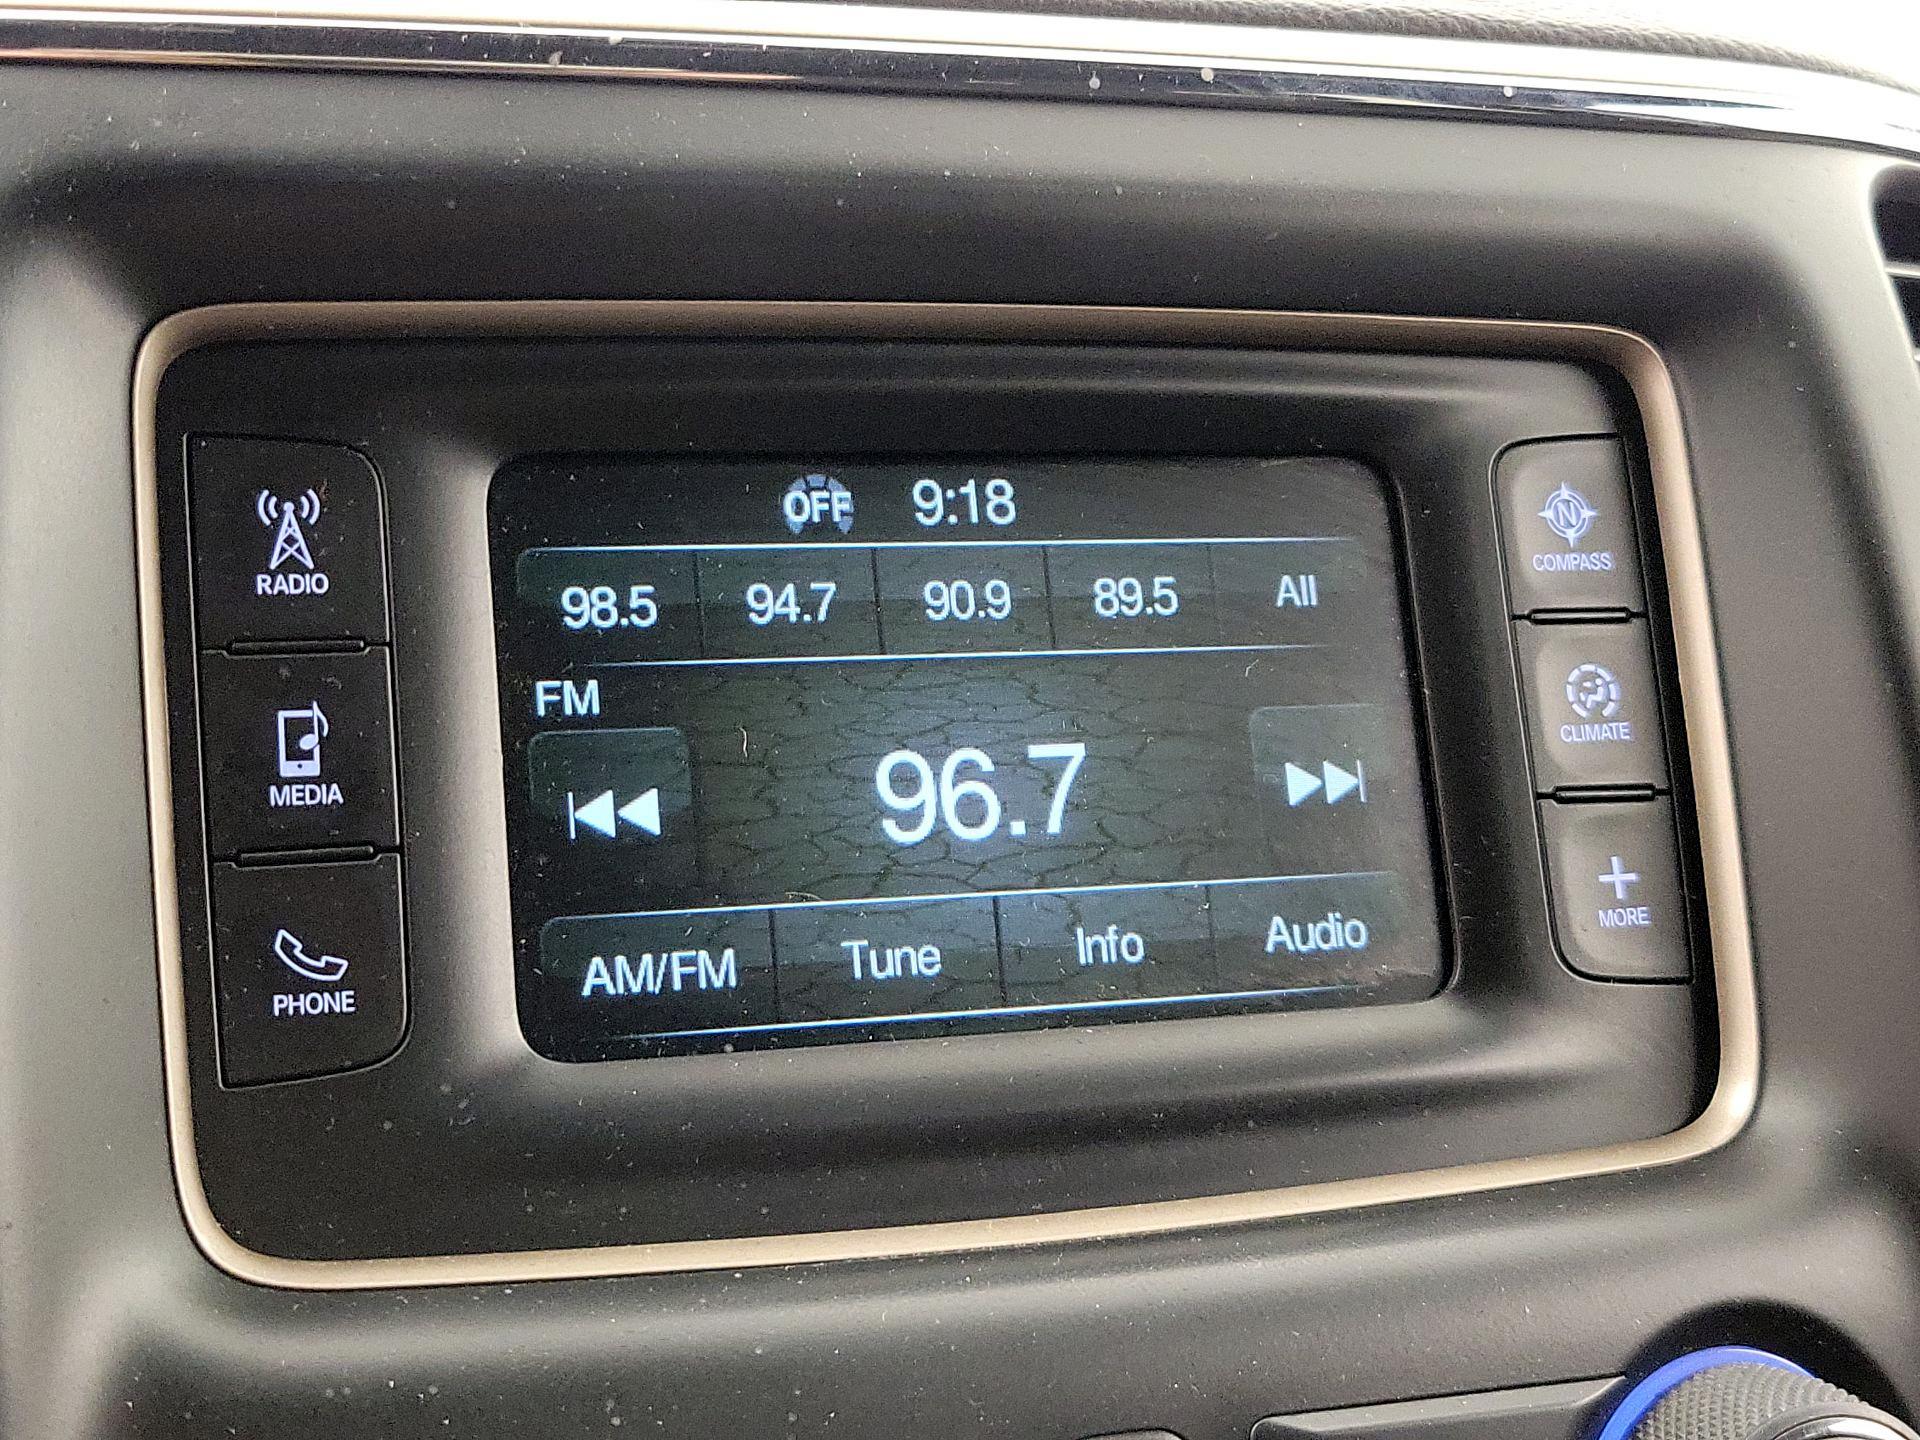 OFF 9:18
98.5 94.7 90.9 89.5 All
FM
96.7
AM/FM Tune Info Audio
RADIO
MEDIA
PHONE
N
COMPASS
CLIMATE
+
MORE